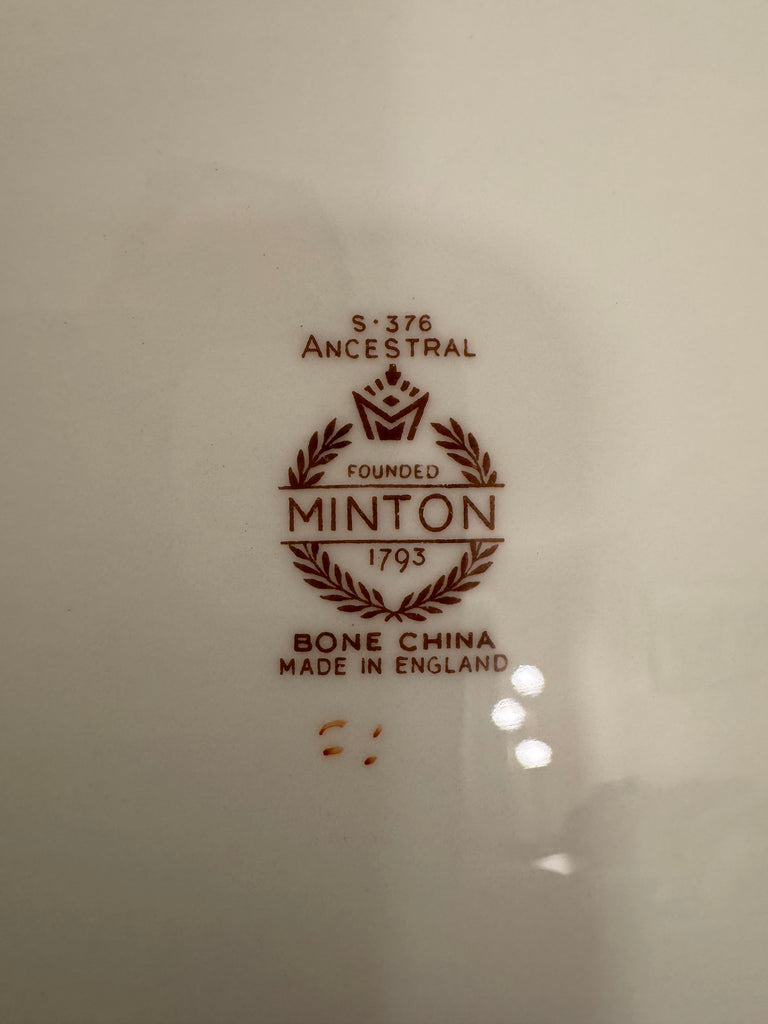 S·376
ANCESTRAL
FOUNDED
MINTON
1793
BONE CHINA
MADE IN ENGLAND